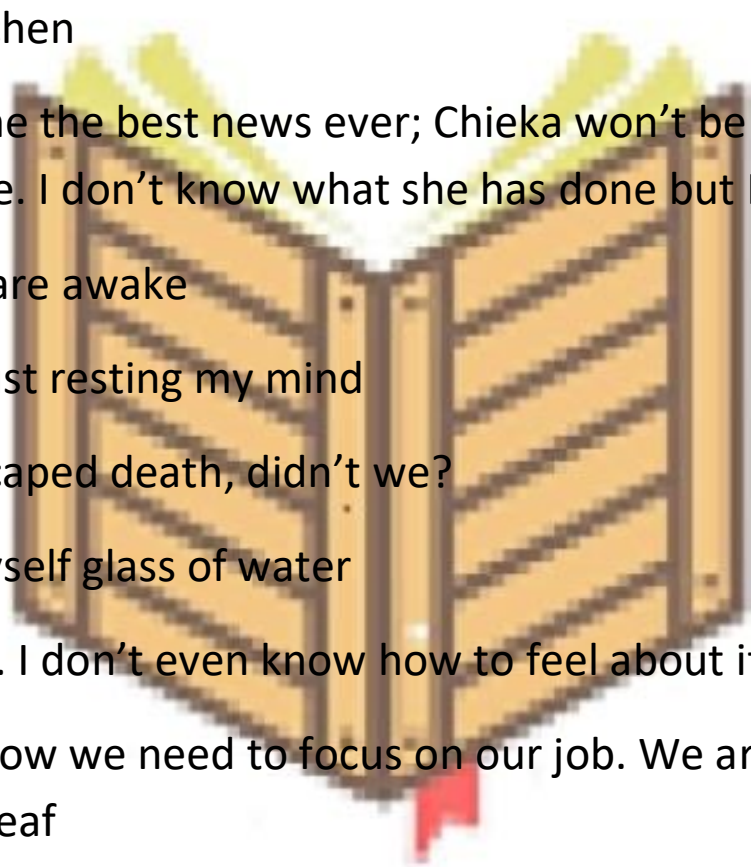 hen
e the best news ever; Chieka won’t be
e. I don’t know what she has done but
are awake
st resting my mind
caped death, didn’t we?
self glass of water
. I don’t even know how to feel about i
ow we need to focus on our job. We ar
eaf